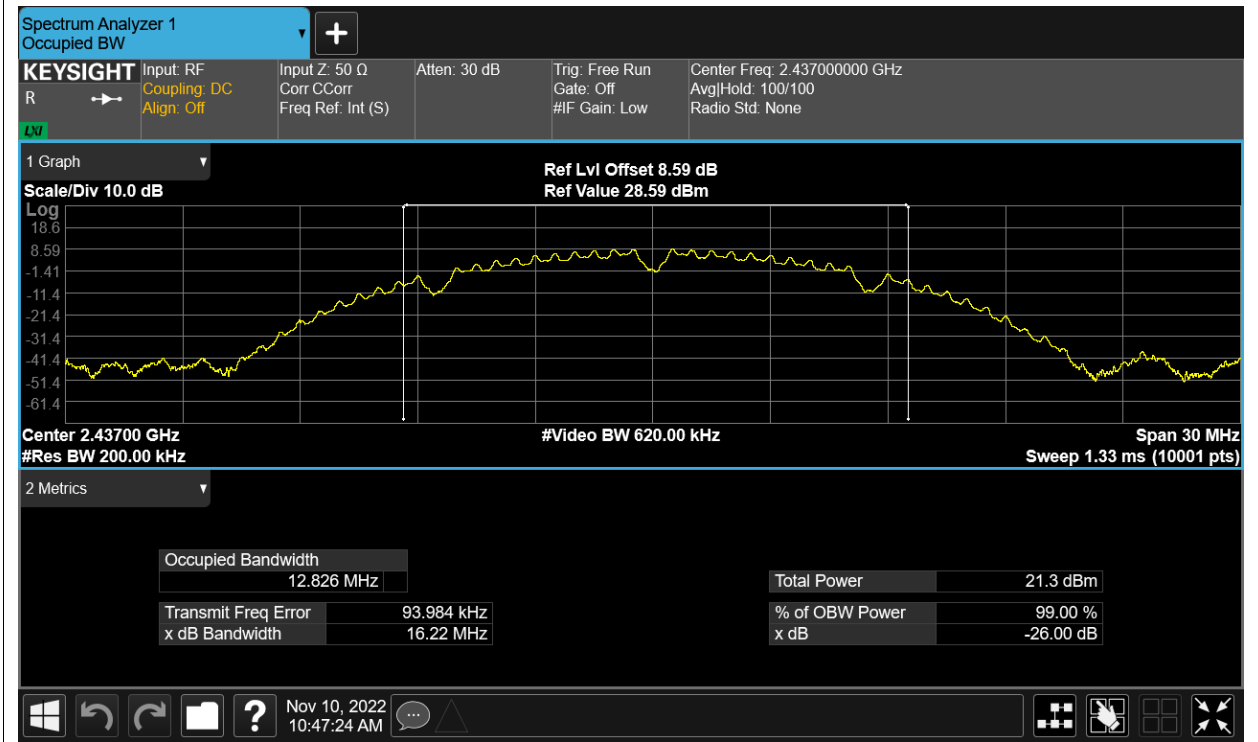 Spectrum Analyzer 1
Occupied BW
KEYSIGHT
R
LXI
Input: RF
Coupling: DC
Align: Off
Input Z: 50 Ω
Corr CCorr
Freq Ref: Int (S)
Atten: 30 dB
Trig: Free Run
Gate: Off
#IF Gain: Low
Center Freq: 2.437000000 GHz
Avg|Hold: 100/100
Radio Std: None
1 Graph
Scale/Div 10.0 dB
Ref Lvl Offset 8.59 dB
Ref Value 28.59 dBm
Log
18.6
8.59
-1.41
-11.4
-21.4
-31.4
-41.4
-51.4
-61.4
Center 2.43700 GHz
#Video BW 620.00 kHz
Span 30 MHz
#Res BW 200.00 kHz
Sweep 1.33 ms (10001 pts)
2 Metrics
Occupied Bandwidth
12.826 MHz
Total Power 21.3 dBm
Transmit Freq Error 93.984 kHz
% of OBW Power 99.00 %
x dB Bandwidth 16.22 MHz
x dB -26.00 dB
?
Nov 10, 2022
10:47:24 AM